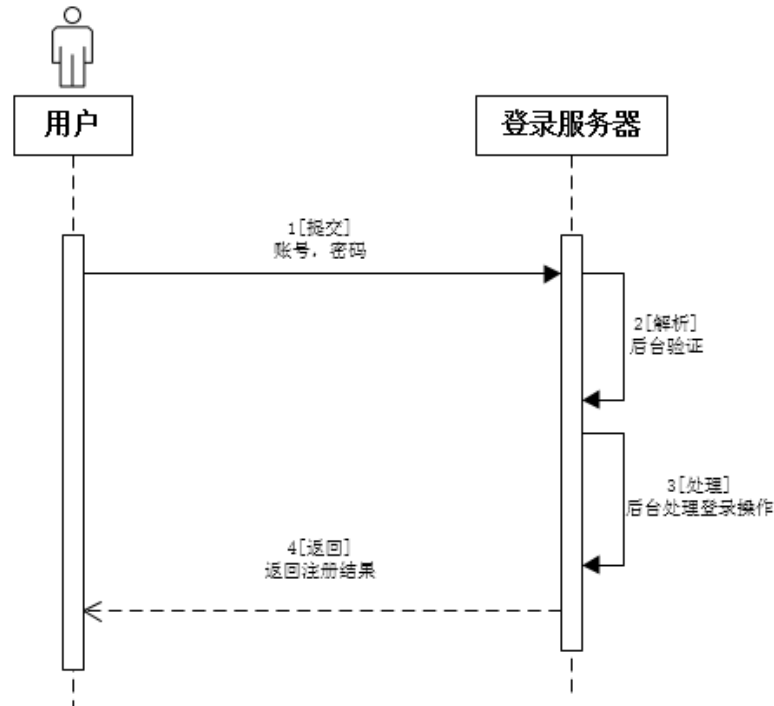 用户
登录服务器
1[提交]
账号，密码
2[解析]
后台验证
3[处理]
后台处理登录操作
4[返回]
返回注册结果